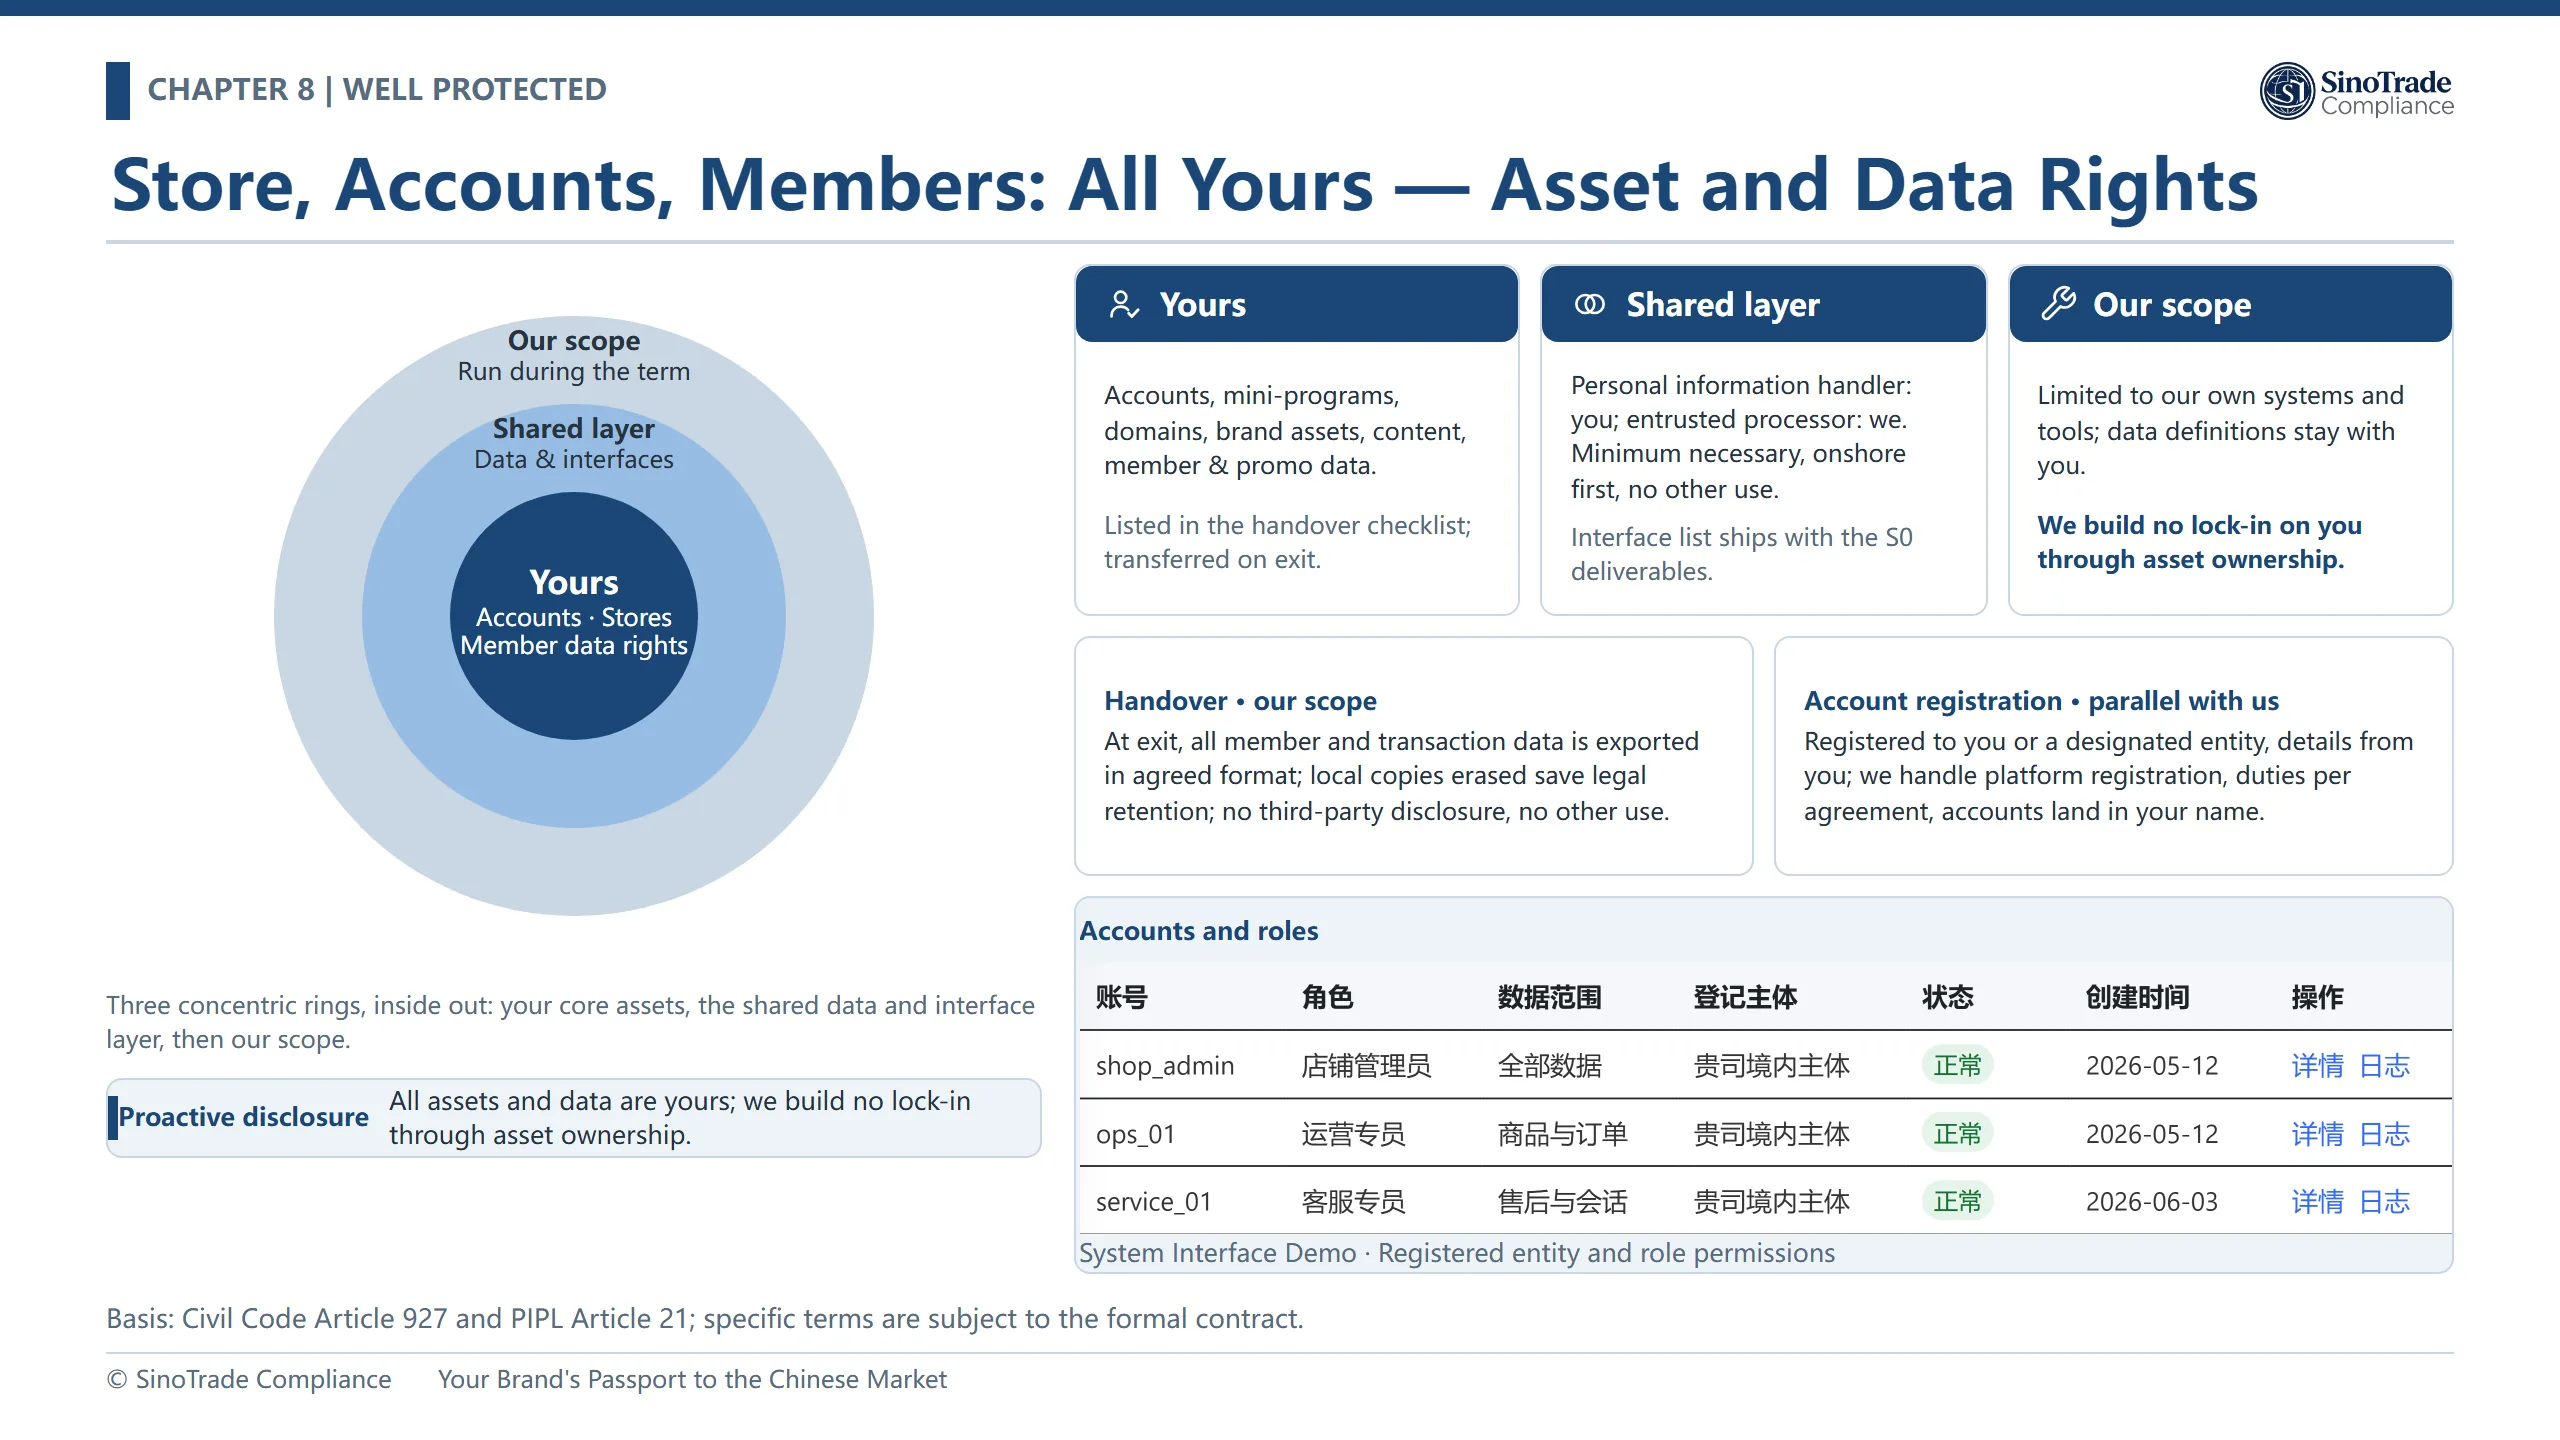 CHAPTER 8 | WELL PROTECTED
SinoTrade
Compliance
Store, Accounts, Members: All Yours — Asset and Data Rights
Our scope
Run during the term
Shared layer
Data & interfaces
Yours
Accounts · Stores
Member data rights
Three concentric rings, inside out: your core assets, the shared data and interface
layer, then our scope.
Proactive disclosure
All assets and data are yours; we build no lock-in
through asset ownership.
Yours
Accounts, mini-programs,
domains, brand assets, content,
member & promo data.
Listed in the handover checklist;
transferred on exit.
Shared layer
Personal information handler:
you; entrusted processor: we.
Minimum necessary, onshore
first, no other use.
Interface list ships with the S0
deliverables.
Our scope
Limited to our own systems and
tools; data definitions stay with
you.
We build no lock-in on you
through asset ownership.
Handover • our scope
At exit, all member and transaction data is exported
in agreed format; local copies erased save legal
retention; no third-party disclosure, no other use.
Account registration • parallel with us
Registered to you or a designated entity, details from
you; we handle platform registration, duties per
agreement, accounts land in your name.
Accounts and roles
账号 角色 数据范围 登记主体 状态 创建时间 操作
shop_admin 店铺管理员 全部数据 贵司境内主体 正常 2026-05-12 详情 日志
ops_01 运营专员 商品与订单 贵司境内主体 正常 2026-05-12 详情 日志
service_01 客服专员 售后与会话 贵司境内主体 正常 2026-06-03 详情 日志
System Interface Demo · Registered entity and role permissions
Basis: Civil Code Article 927 and PIPL Article 21; specific terms are subject to the formal contract.
© SinoTrade Compliance Your Brand's Passport to the Chinese Market